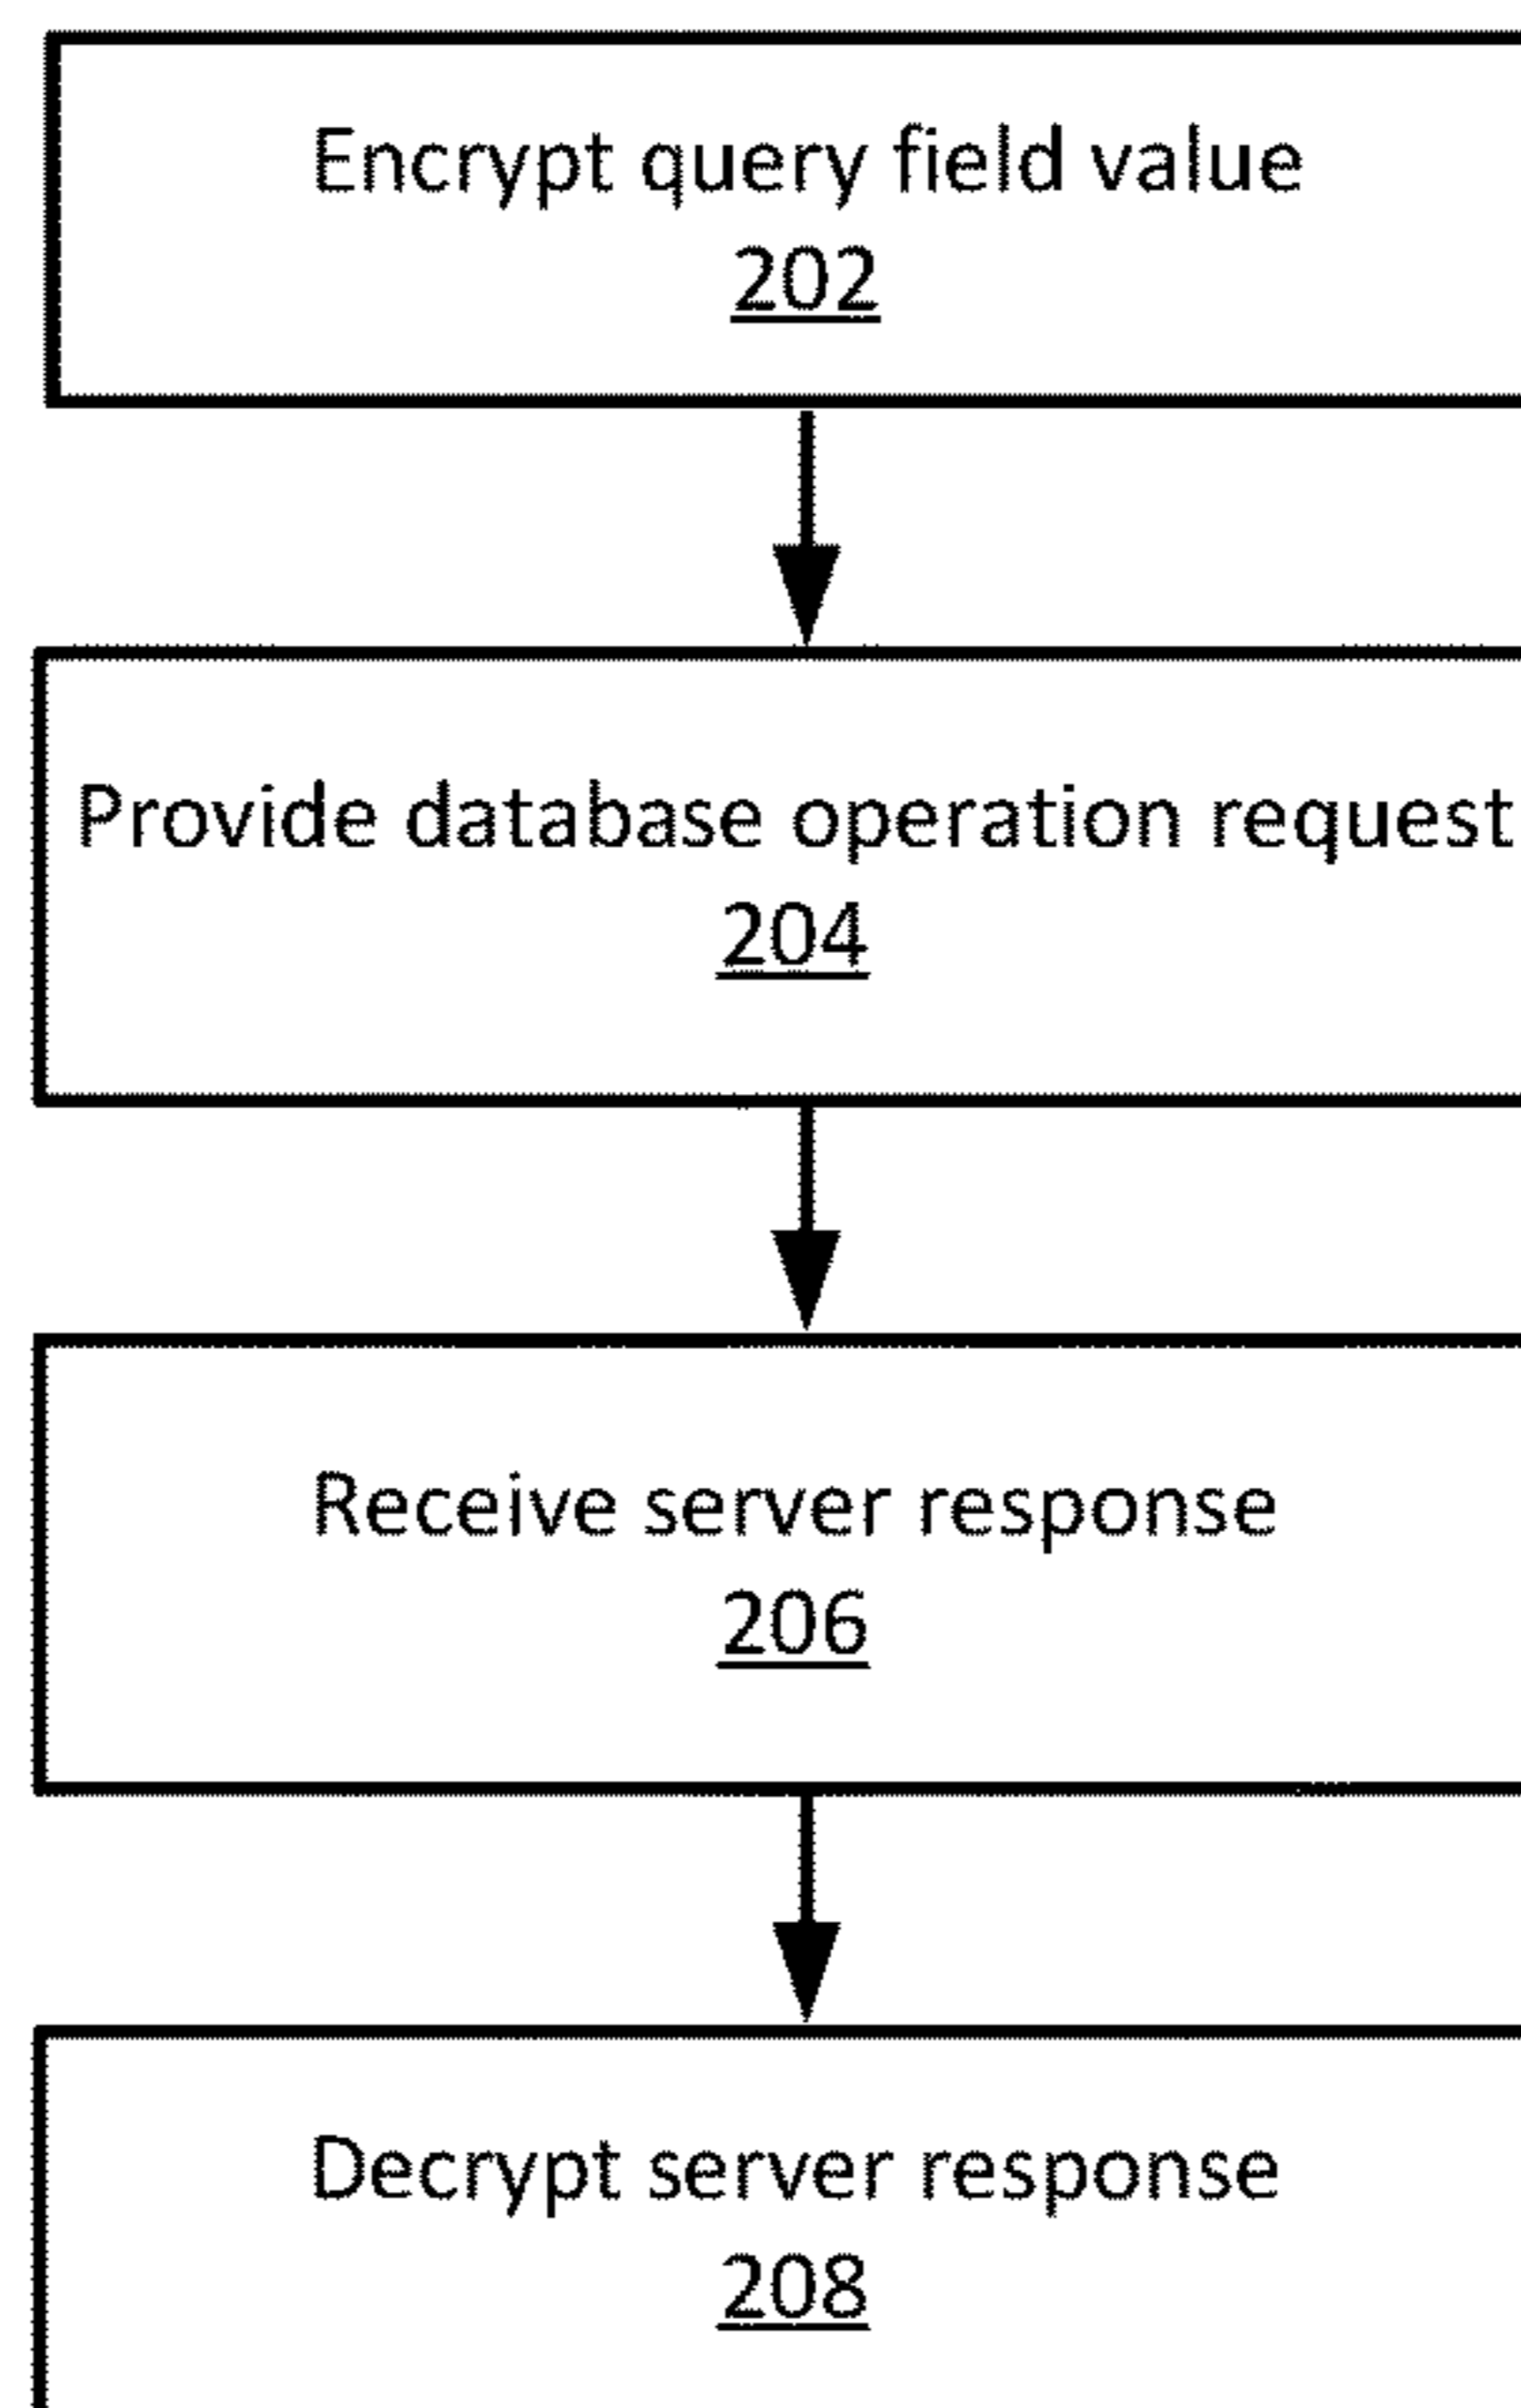 Encrypt query field value
202
Provide database operation request
204
Receive server response
206
Decrypt server response
208